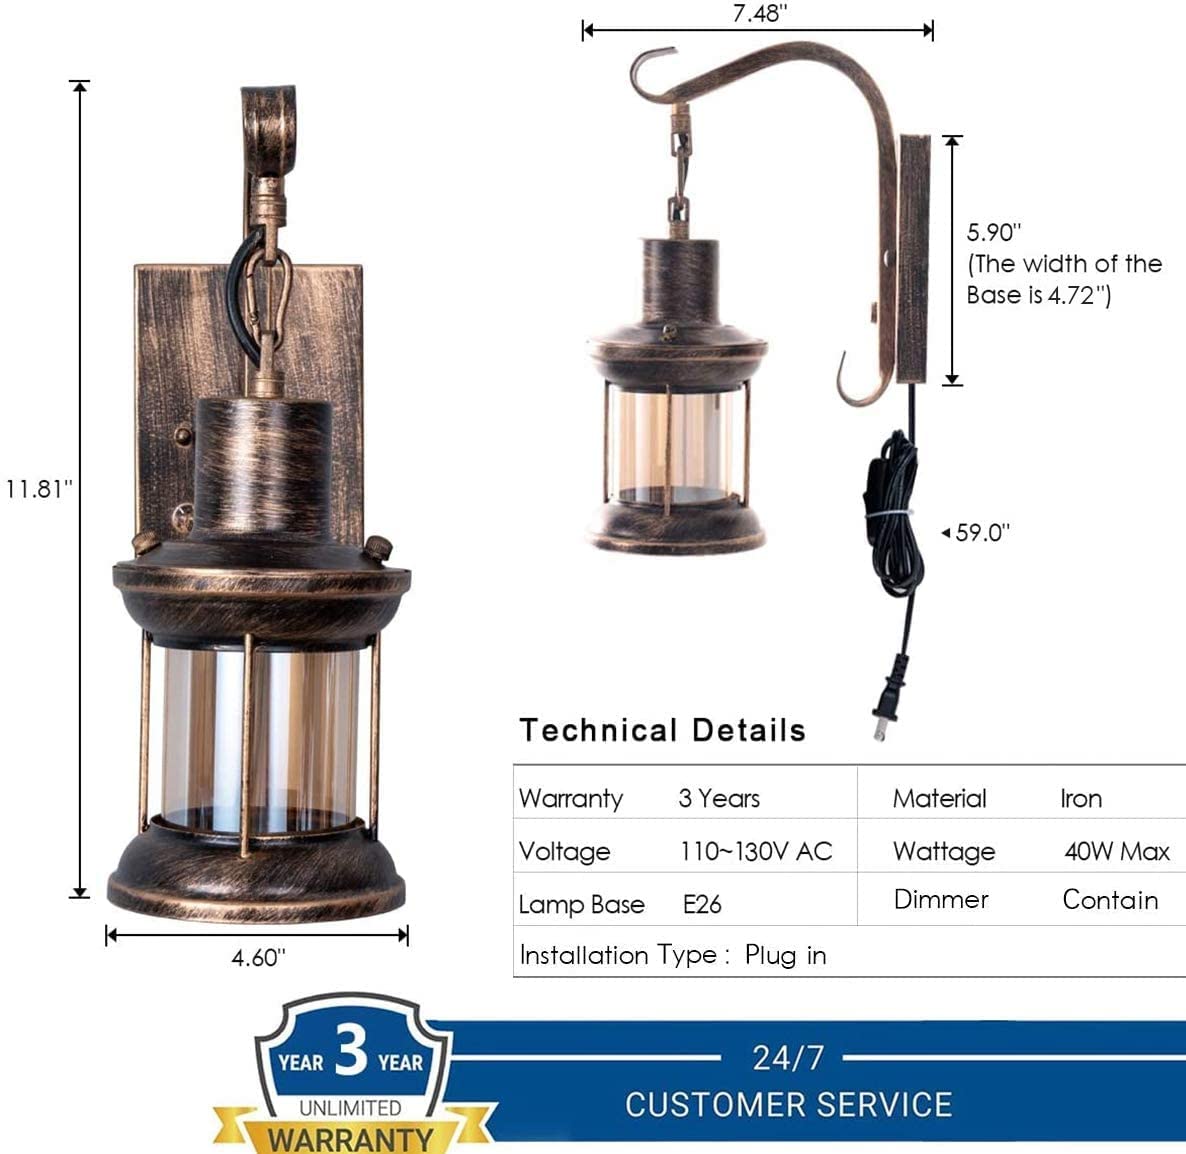 7.48"
5.90"
(The width of the
Base is 4.72")
11.81"
59.0"
4.60"
Technical Details
Warranty 3 Years Material Iron
Voltage 110~130V AC Wattage 40W Max
Lamp Base E26 Dimmer Contain
Installation Type : Plug in
YEAR 3 YEAR
UNLIMITED
WARRANTY
24/7
CUSTOMER SERVICE